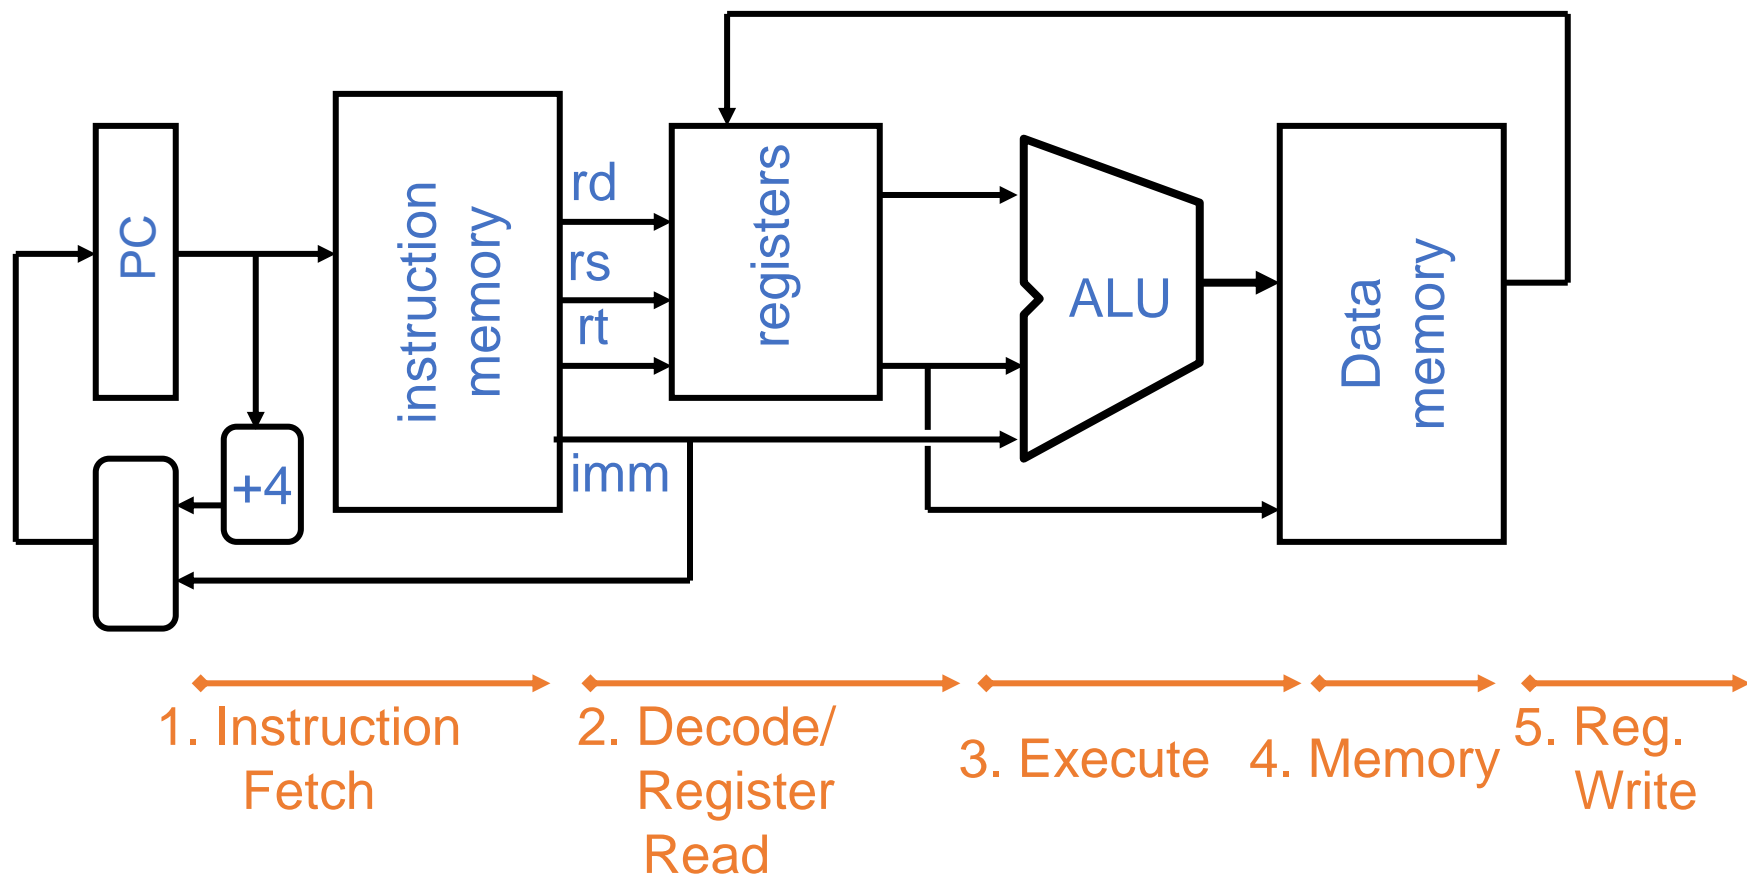 PC
+4
instruction
memory
rd
rs
rt
imm
registers
ALU
Data
memory
1. Instruction
Fetch
2. Decode/
Register
Read
3. Execute
4. Memory
5. Reg.
Write